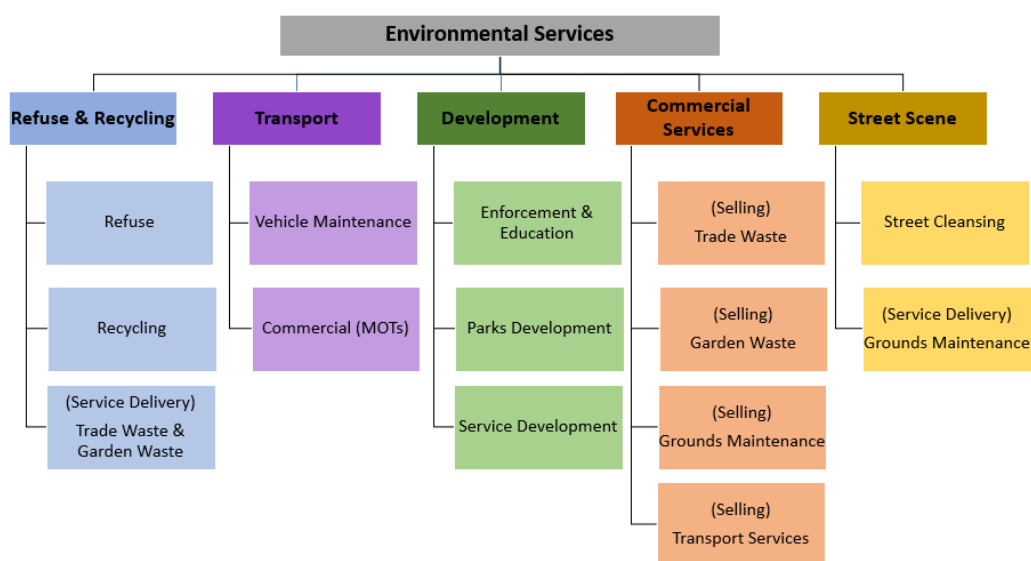 Environmental Services
Refuse & Recycling
Transport
Development
Commercial
Services
Street Scene
Refuse
Vehicle Maintenance
Enforcement &
Education
(Selling)
Trade Waste
Street Cleansing
Recycling
Commercial (MOTs)
Parks Development
(Selling)
Garden Waste
(Service Delivery)
Grounds Maintenance
(Service Delivery)
Trade Waste &
Garden Waste
Service Development
(Selling)
Grounds Maintenance
(Selling)
Transport Services